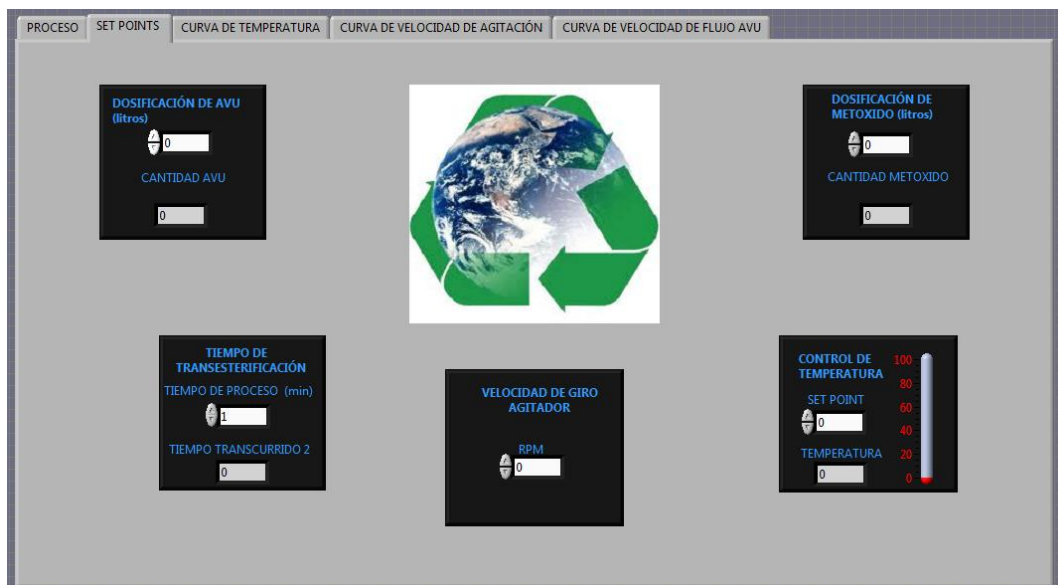 PROCESO
SET POINTS
CURVA DE TEMPERATURA
CURVA DE VELOCIDAD DE AGITACIÓN
CURVA DE VELOCIDAD DE FLUJO AVU
DOSIFICACIÓN DE AVU
(litros)
0
CANTIDAD AVU
0
DOSIFICACIÓN DE
METOXIDO (litros)
0
CANTIDAD METOXIDO
0
TIEMPO DE
TRANSESTERIFICACIÓN
TIEMPO DE PROCESO (min)
1
TIEMPO TRANSCURRIDO 2
0
VELOCIDAD DE GIRO
AGITADOR
RPM
0
CONTROL DE
TEMPERATURA
SET POINT
0
TEMPERATURA
0
100
80
60
40
20
0